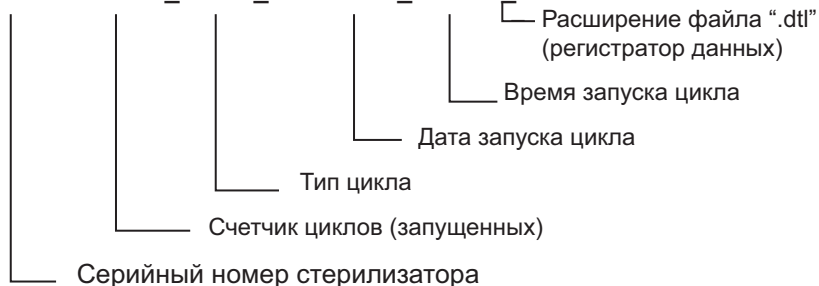 Расширение файла “.dtl”
(регистратор данных)
Время запуска цикла
Дата запуска цикла
Тип цикла
Счетчик циклов (запущенных)
Серийный номер стерилизатора